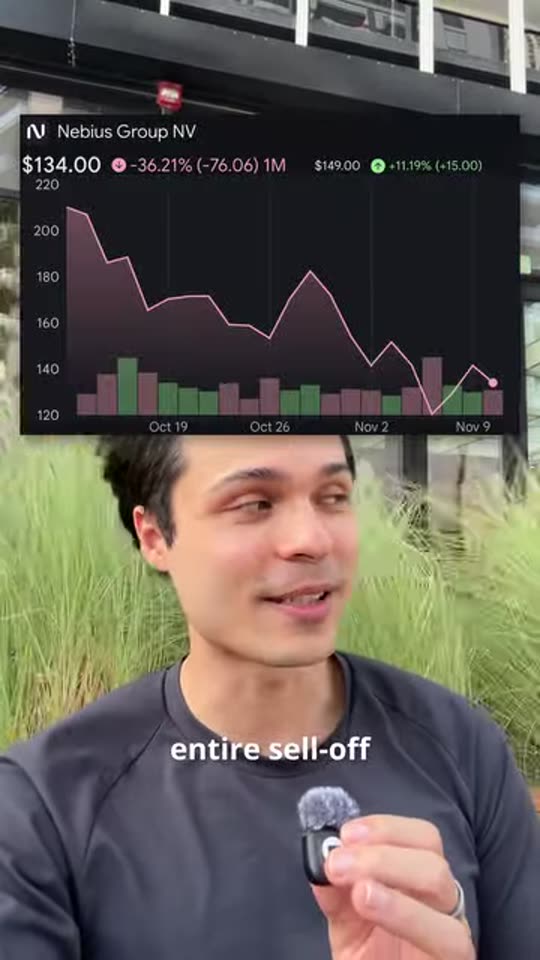 Nebius Group NV
$134.00 -36.21% (-76.06) 1M $149.00 +11.19% (+15.00)
220
200
180
160
140
120
Oct 19 Oct 26 Nov 2 Nov 9
entire sell-off